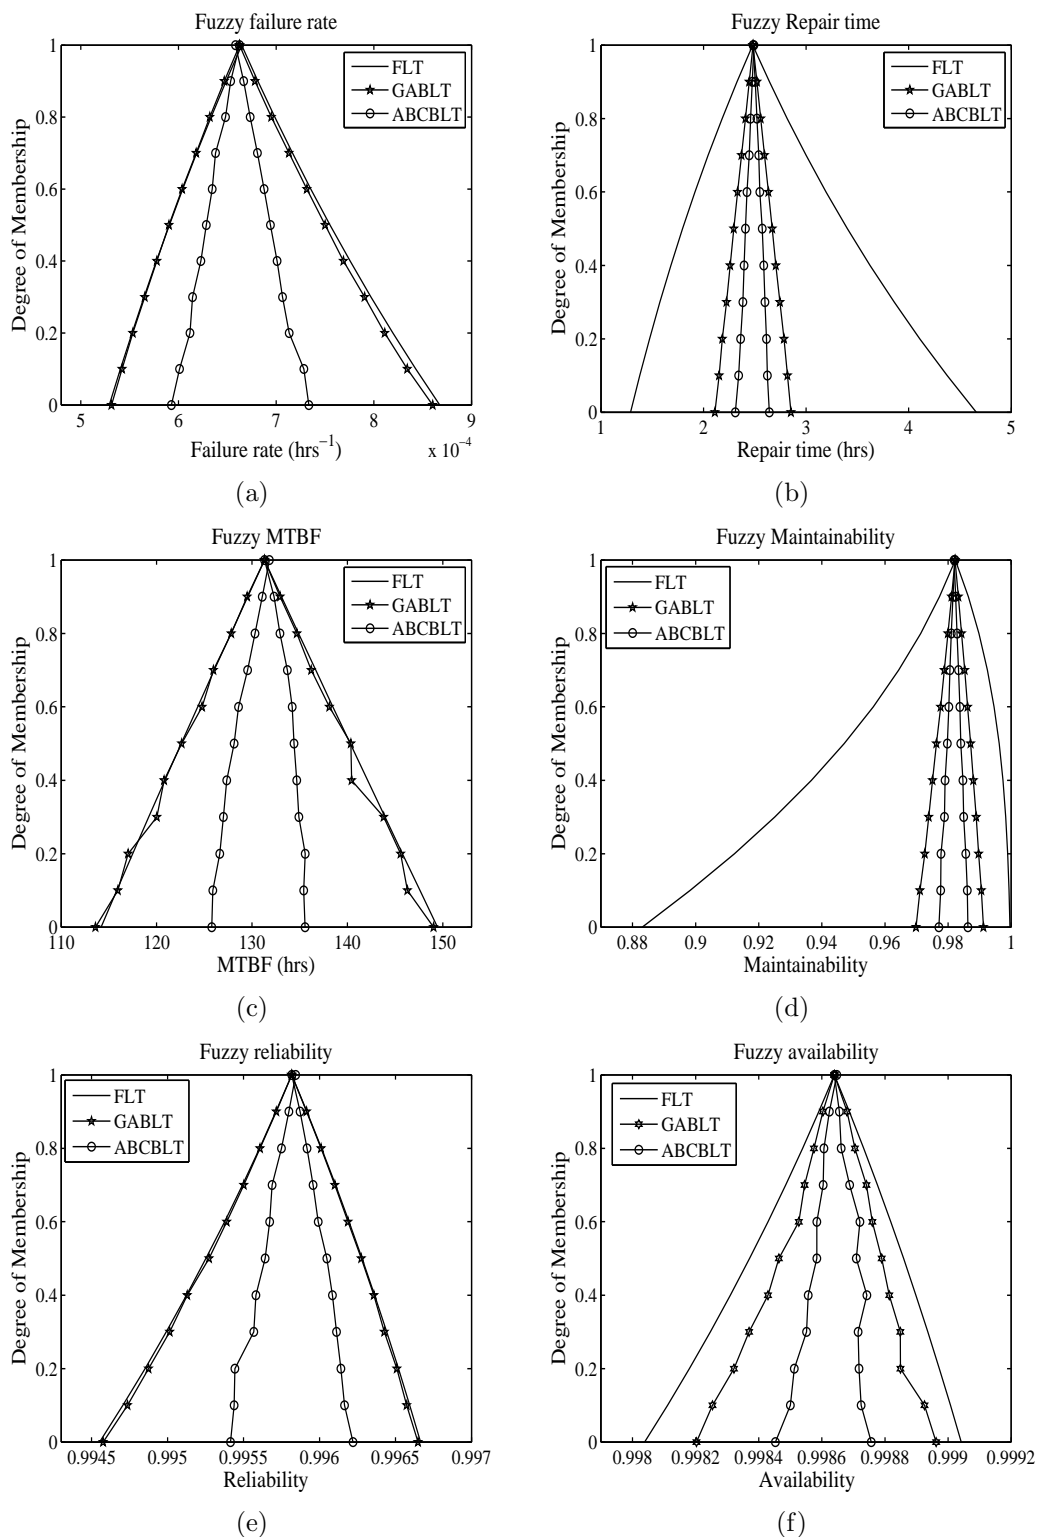 Fuzzy failure rate
1
0.8
0.6
0.4
0.2
0
Degree of Membership
FLT
GABLT
ABCBLT
5 6 7 8 9
Failure rate (hrs⁻¹) x 10⁻⁴
(a)
Fuzzy Repair time
1
0.8
0.6
0.4
0.2
0
Degree of Membership
FLT
GABLT
ABCBLT
1 2 3 4 5
Repair time (hrs)
(b)
Fuzzy MTBF
1
0.8
0.6
0.4
0.2
0
Degree of Membership
FLT
GABLT
ABCBLT
110 120 130 140 150
MTBF (hrs)
(c)
Fuzzy Maintainability
1
0.8
0.6
0.4
0.2
0
Degree of Membership
FLT
GABLT
ABCBLT
0.88 0.9 0.92 0.94 0.96 0.98 1
Maintainability
(d)
Fuzzy reliability
1
0.8
0.6
0.4
0.2
0
Degree of Membership
FLT
GABLT
ABCBLT
0.9945 0.995 0.9955 0.996 0.9965 0.997
Reliability
(e)
Fuzzy availability
1
0.8
0.6
0.4
0.2
0
Degree of Membership
FLT
GABLT
ABCBLT
0.998 0.9982 0.9984 0.9986 0.9988 0.999 0.9992
Availability
(f)